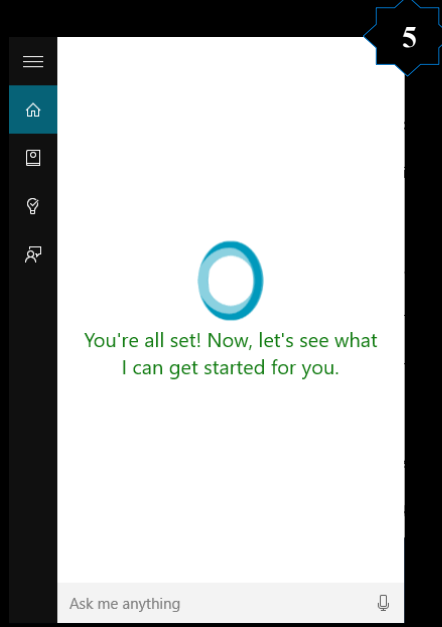 5
You're all set! Now, let's see what
I can get started for you.
Ask me anything